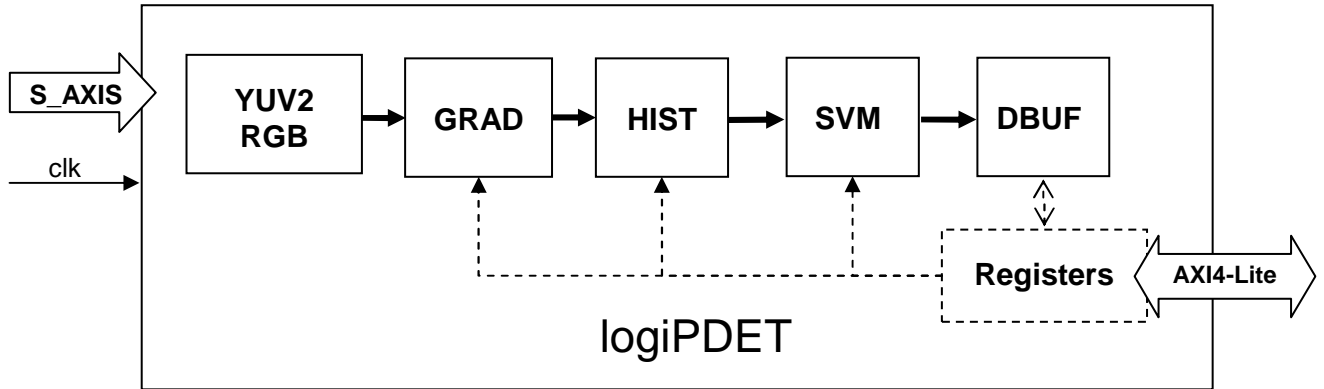 S_AXIS
clk
YUV2
RGB
GRAD
HIST
SVM
DBUF
Registers
AXI4-Lite
logiPDET